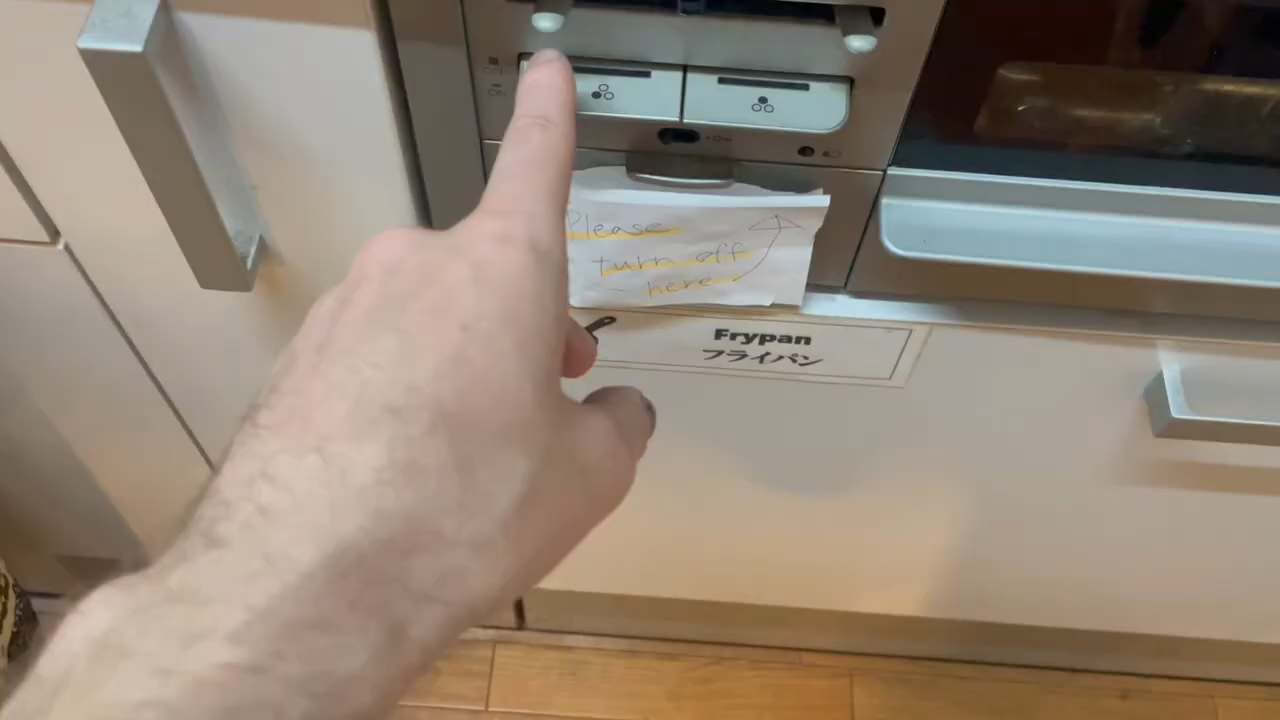 Please
turn off
here
Frypan
フライパン